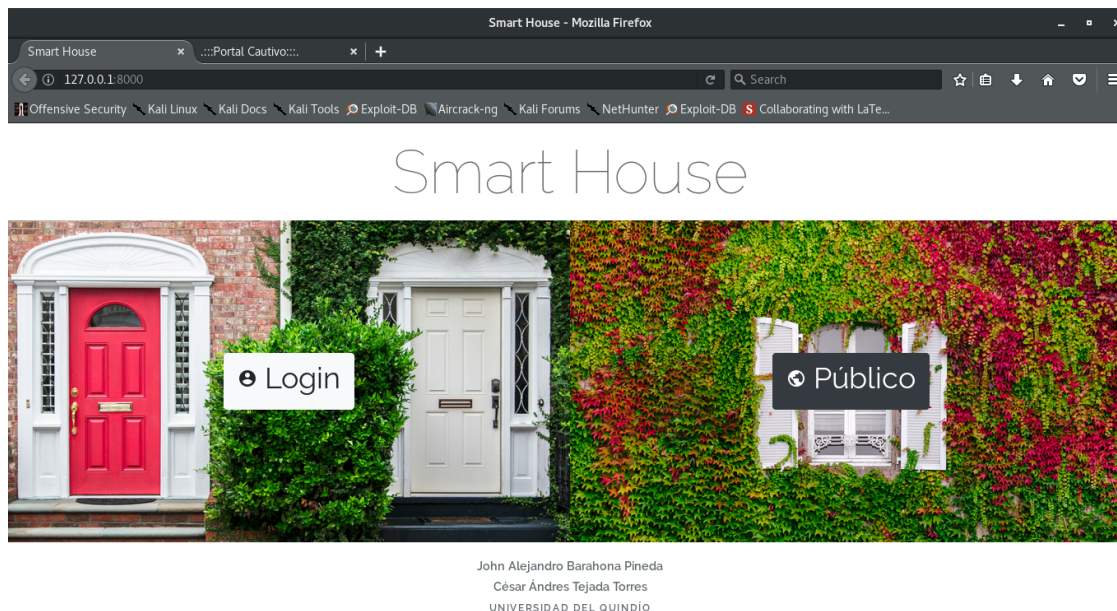 Smart House - Mozilla Firefox
Smart House
.:::Portal Cautivo:::.
127.0.0.1:8000
Search
Offensive Security Kali Linux Kali Docs Kali Tools Exploit-DB Aircrack-ng Kali Forums NetHunter Exploit-DB S Collaborating with LaTe...
Smart House
Login
Público
John Alejandro Barahona Pineda
César Ándres Tejada Torres
UNIVERSIDAD DEL QUINDÍO